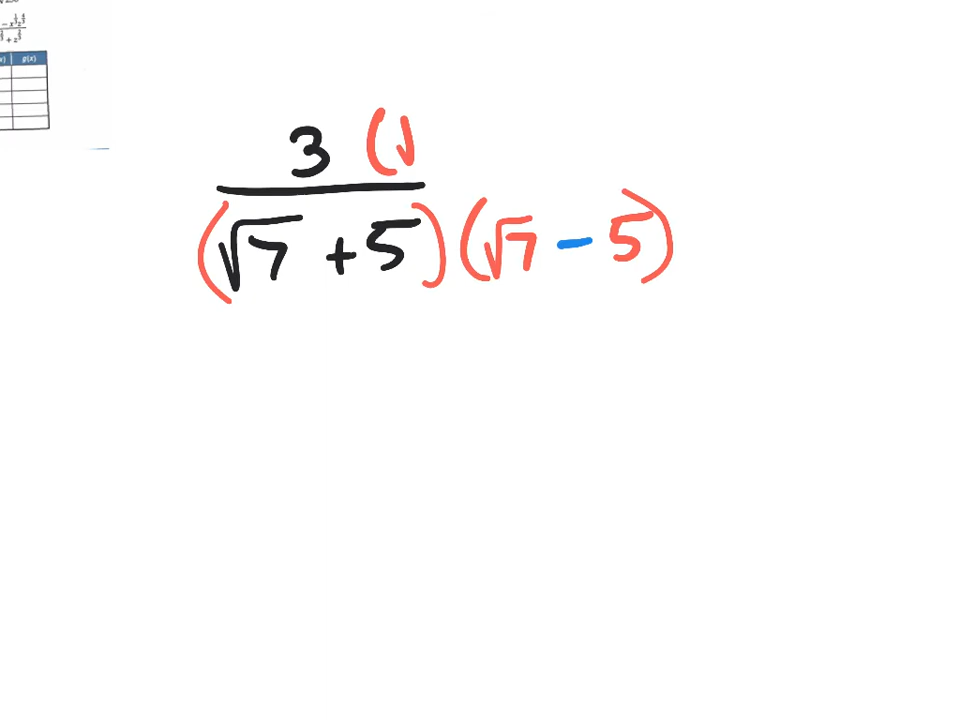 g(x)
3 (√
(√7 + 5) (√7 - 5)